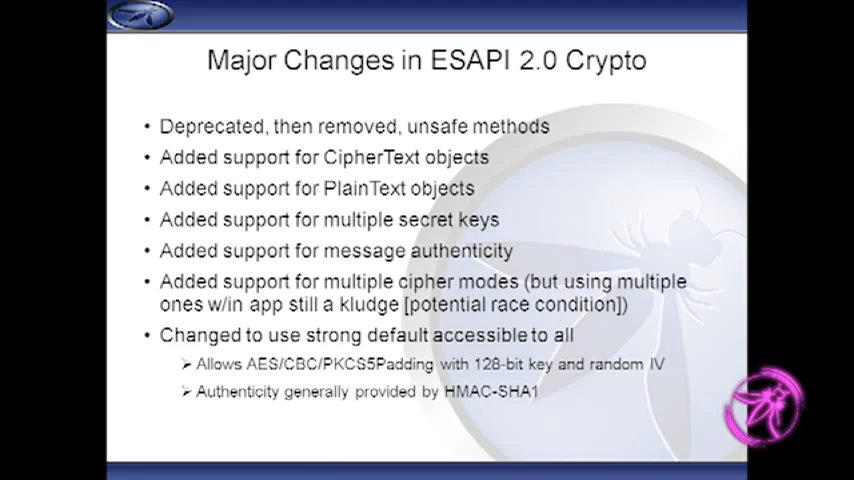 Major Changes in ESAPI 2.0 Crypto
• Deprecated, then removed, unsafe methods
• Added support for CipherText objects
• Added support for PlainText objects
• Added support for multiple secret keys
• Added support for message authenticity
• Added support for multiple cipher modes (but using multiple
ones w/in app still a kludge [potential race condition])
• Changed to use strong default accessible to all
➢ Allows AES/CBC/PKCS5Padding with 128-bit key and random IV
➢ Authenticity generally provided by HMAC-SHA1